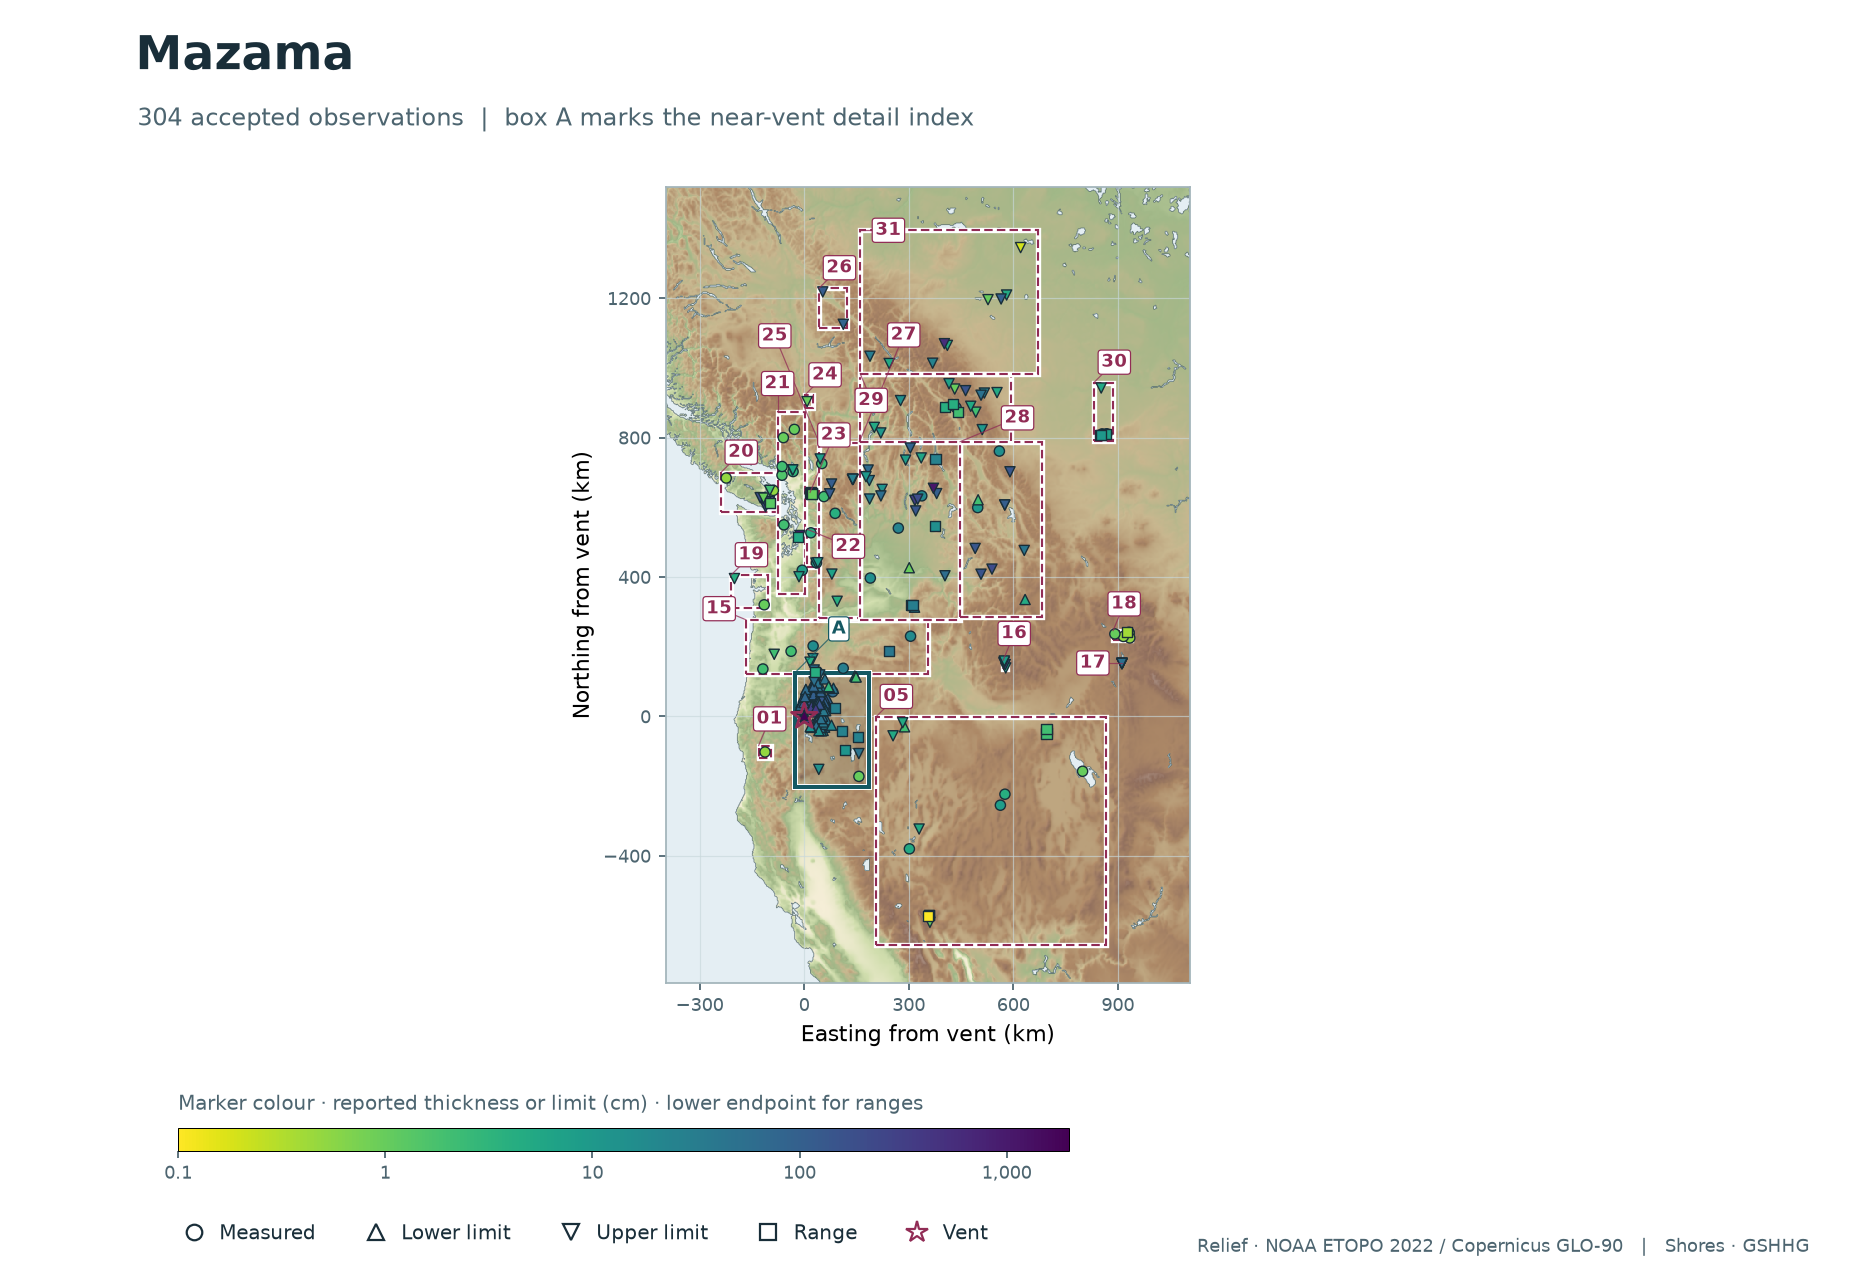 Mazama
304 accepted observations | box A marks the near-vent detail index
31
26
25
27
30
24
21
29
28
23
20
22
19
15
18
A
16
17
05
01
1200
800
400
0
−400
Northing from vent (km)
−300 0 300 600 900
Easting from vent (km)
Marker colour · reported thickness or limit (cm) · lower endpoint for ranges
0.1 1 10 100 1,000
Measured Lower limit Upper limit Range Vent
Relief · NOAA ETOPO 2022 / Copernicus GLO-90 | Shores · GSHHG